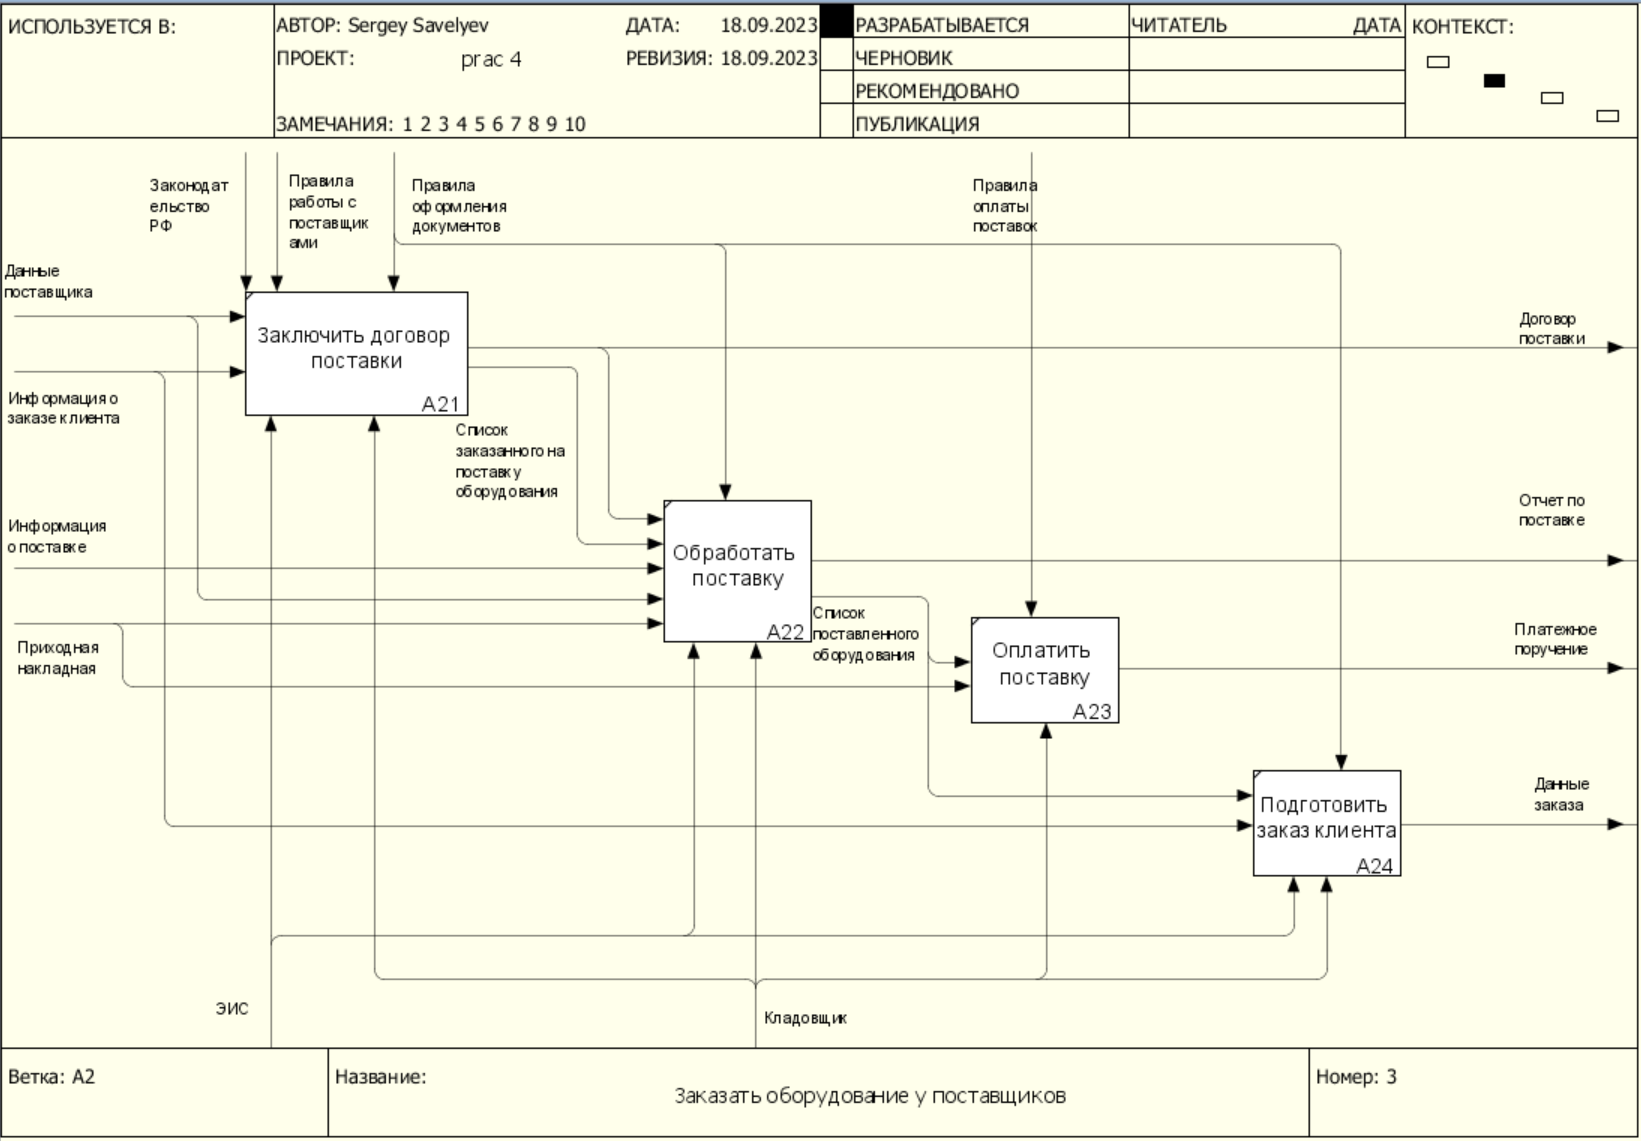 ИСПОЛЬЗУЕТСЯ В:
АВТОР: Sergey Savelyev
ДАТА: 18.09.2023
ПРОЕКТ: prac 4
РЕВИЗИЯ: 18.09.2023
ЗАМЕЧАНИЯ: 1 2 3 4 5 6 7 8 9 10
РАЗРАБАТЫВАЕТСЯ
ЧЕРНОВИК
РЕКОМЕНДОВАНО
ПУБЛИКАЦИЯ
ЧИТАТЕЛЬ
ДАТА
КОНТЕКСТ:
Законодат
ельство
РФ
Правила
работы с
поставщик
ами
Правила
оформления
документов
Правила
оплаты
поставок
Данные
поставщика
Заключить договор
поставки
A21
Договор
поставки
Информация о
заказе клиента
Список
заказанного на
поставку
оборудования
Информация
о поставке
Обработать
поставку
A22
Отчет по
поставке
Приходная
накладная
Список
поставленного
оборудования
Оплатить
поставку
A23
Платежное
поручение
Подготовить
заказ клиента
A24
Данные
заказа
ЭИС
Кладовщик
Ветка: A2
Название:
Заказать оборудование у поставщиков
Номер: 3